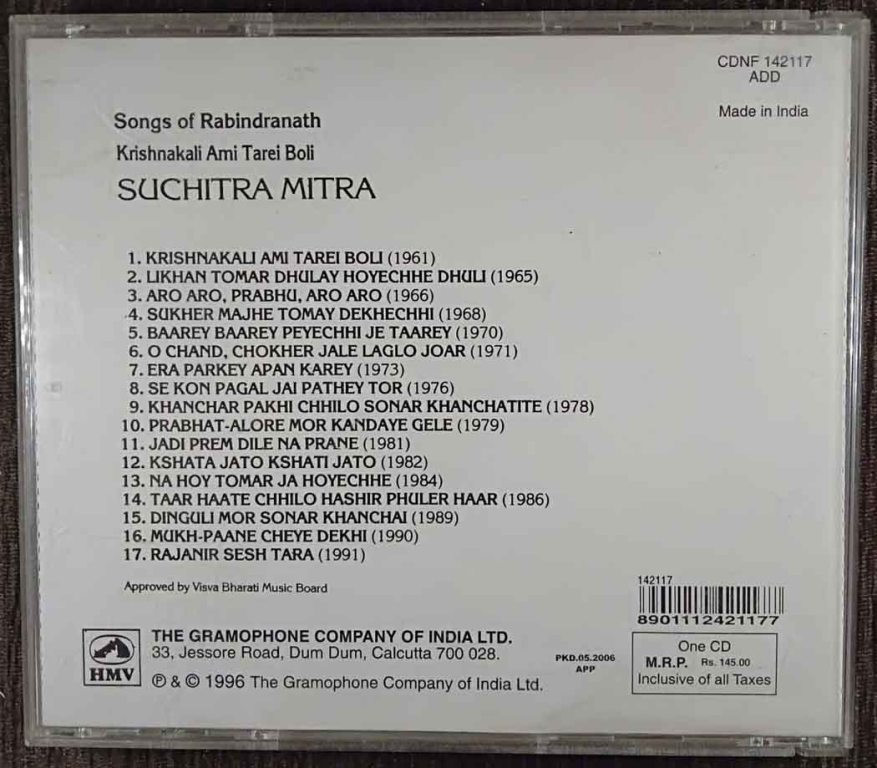 CDNF 142117
ADD
Made in India
Songs of Rabindranath
Krishnakali Ami Tarei Boli
SUCHITRA MITRA
1. KRISHNAKALI AMI TAREI BOLI (1961)
2. LIKHAN TOMAR DHULAY HOYECHHE DHULI (1965)
3. ARO ARO, PRABHU, ARO ARO (1966)
4. SUKHER MAJHE TOMAY DEKHECHHI (1968)
5. BAAREY BAAREY PEYECHHI JE TAAREY (1970)
6. O CHAND, CHOKHER JALE LAGLO JOAR (1971)
7. ERA PARKEY APAN KAREY (1973)
8. SE KON PAGAL JAI PATHEY TOR (1976)
9. KHANCHAR PAKHI CHHILO SONAR KHANCHATITE (1978)
10. PRABHAT-ALORE MOR KANDAYE GELE (1979)
11. JADI PREM DILE NA PRANE (1981)
12. KSHATA JATO KSHATI JATO (1982)
13. NA HOY TOMAR JA HOYECHHE (1984)
14. TAAR HAATE CHHILO HASHIR PHULER HAAR (1986)
15. DINGULI MOR SONAR KHANCHAI (1989)
16. MUKH-PAANE CHEYE DEKHI (1990)
17. RAJANIR SESH TARA (1991)
Approved by Visva Bharati Music Board
142117
8901112421177
HMV
THE GRAMOPHONE COMPANY OF INDIA LTD.
33, Jessore Road, Dum Dum, Calcutta 700 028.
℗ & © 1996 The Gramophone Company of India Ltd.
PKD.05.2006
APP
One CD
M.R.P. Rs. 145.00
Inclusive of all Taxes